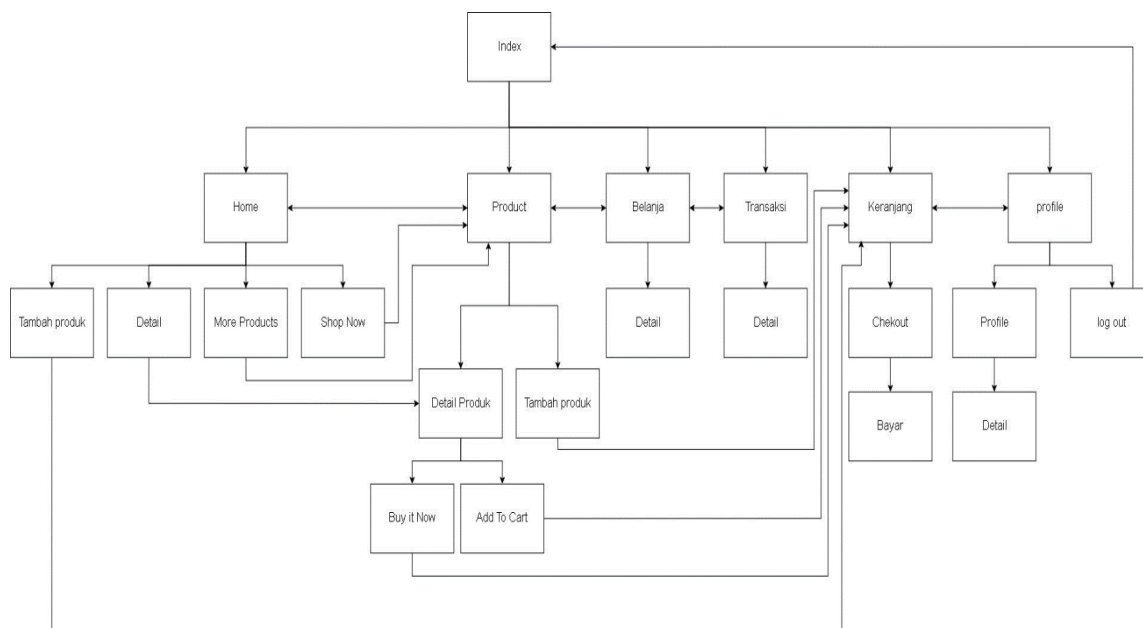 Index
Home
Product
Belanja
Transaksi
Keranjang
profile
Tambah produk
Detail
More Products
Shop Now
Detail
Detail
Chekout
Profile
log out
Detail Produk
Tambah produk
Bayar
Detail
Buy it Now
Add To Cart